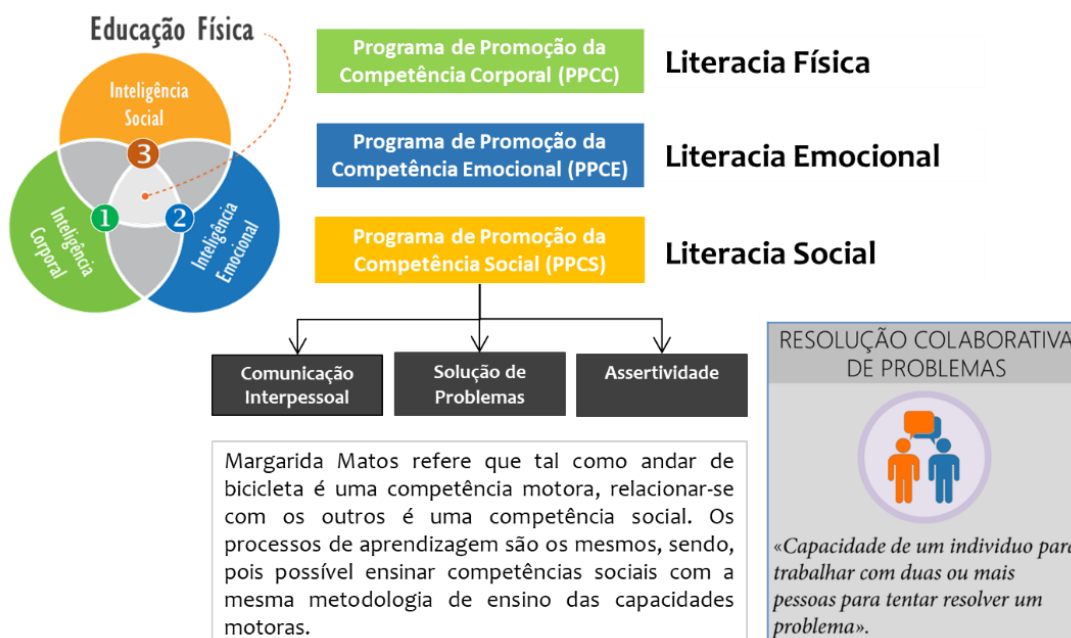 Educação Física
Inteligência
Social
3
1
2
Inteligência
Corporal
Inteligência
Emocional
Programa de Promoção da
Competência Corporal (PPCC)
Literacia Física
Programa de Promoção da
Competência Emocional (PPCE)
Literacia Emocional
Programa de Promoção da
Competência Social (PPCS)
Literacia Social
Comunicação
Interpessoal
Solução de
Problemas
Assertividade
Margarida Matos refere que tal como andar de
bicicleta é uma competência motora, relacionar-se
com os outros é uma competência social. Os
processos de aprendizagem são os mesmos, sendo,
pois possível ensinar competências sociais com a
mesma metodologia de ensino das capacidades
motoras.
RESOLUÇÃO COLABORATIVA
DE PROBLEMAS
«Capacidade de um individuo para
trabalhar com duas ou mais
pessoas para tentar resolver um
problema».